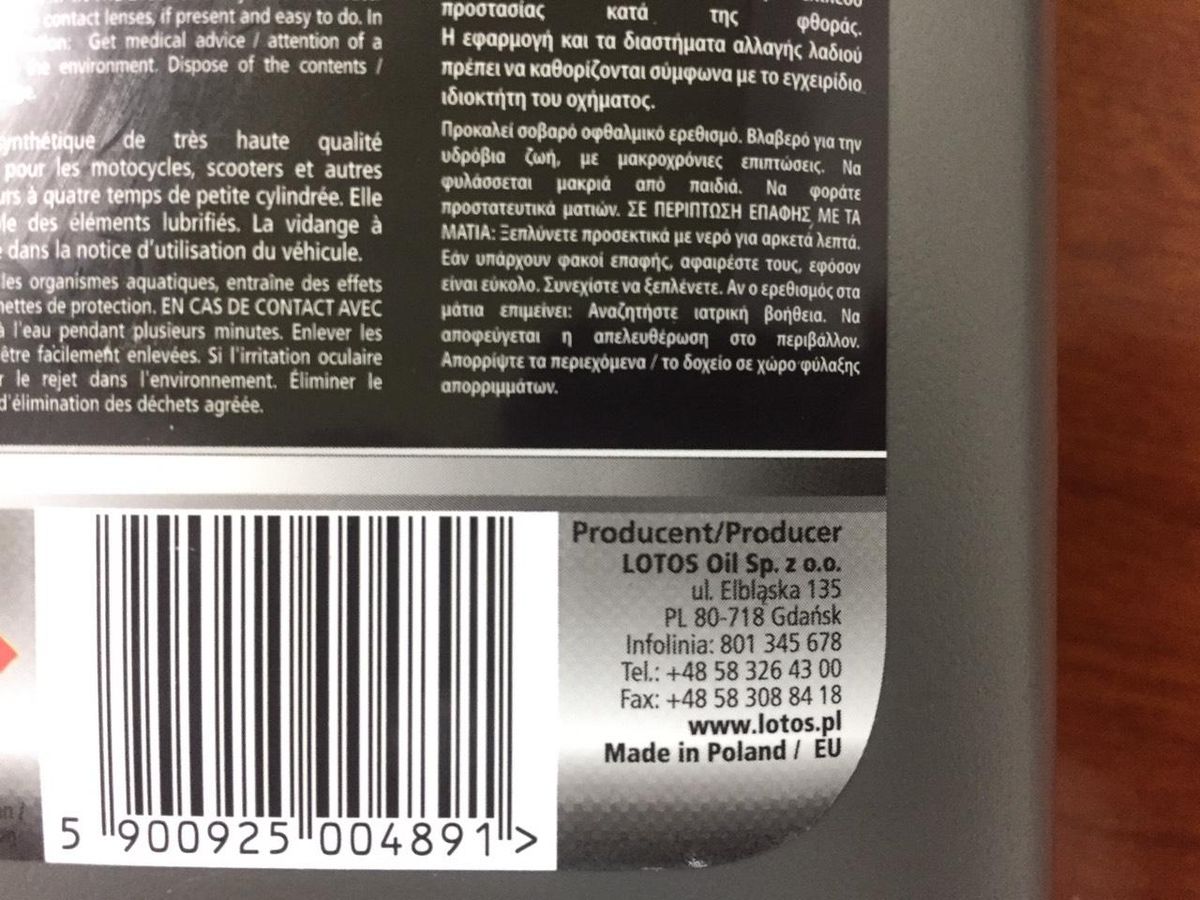 contact lenses, if present and easy to do. In
Get medical advice / attention of a
environment. Dispose of the contents /
très haute qualité
pour les motocycles, scooters et autres
à quatre temps de petite cylindrée. Elle
des éléments lubrifiés. La vidange à
dans la notice d'utilisation du véhicule.
les organismes aquatiques, entraîne des effets
de protection. EN CAS DE CONTACT AVEC
à l'eau pendant plusieurs minutes. Enlever les
être facilement enlevées. Si l'irritation oculaire
le rejet dans l'environnement. Éliminer le
d'élimination des déchets agréée.
προστασίας κατά της φθοράς.
Η εφαρμογή και τα διαστήματα αλλαγής λαδιού
πρέπει να καθορίζονται σύμφωνα με το εγχειρίδιο
ιδιοκτήτη του οχήματος.
Προκαλεί σοβαρό οφθαλμικό ερεθισμό. Βλαβερό για την
υδρόβια ζωή, με μακροχρόνιες επιπτώσεις. Να
φυλάσσεται μακριά από παιδιά. Να φοράτε
προστατευτικά ματιών. ΣΕ ΠΕΡΙΠΤΩΣΗ ΕΠΑΦΗΣ ΜΕ ΤΑ
ΜΑΤΙΑ: Ξεπλύνετε προσεκτικά με νερό για αρκετά λεπτά.
Εάν υπάρχουν φακοί επαφής, αφαιρέστε τους, εφόσον
είναι εύκολο. Συνεχίστε να ξεπλένετε. Αν ο ερεθισμός στα
μάτια επιμείνει: Αναζητήστε ιατρική βοήθεια. Να
αποφεύγεται η απελευθέρωση στο περιβάλλον.
Απορρίψτε τα περιεχόμενα / το δοχείο σε χώρο φύλαξης
απορριμμάτων.
5 900925 004891 >
Producent/Producer
LOTOS Oil Sp. z o.o.
ul. Elbląska 135
PL 80-718 Gdańsk
Infolinia: 801 345 678
Tel.: +48 58 326 43 00
Fax: +48 58 308 84 18
www.lotos.pl
Made in Poland / EU